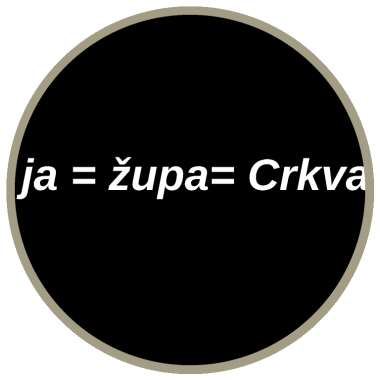 ja = župa= Crkva